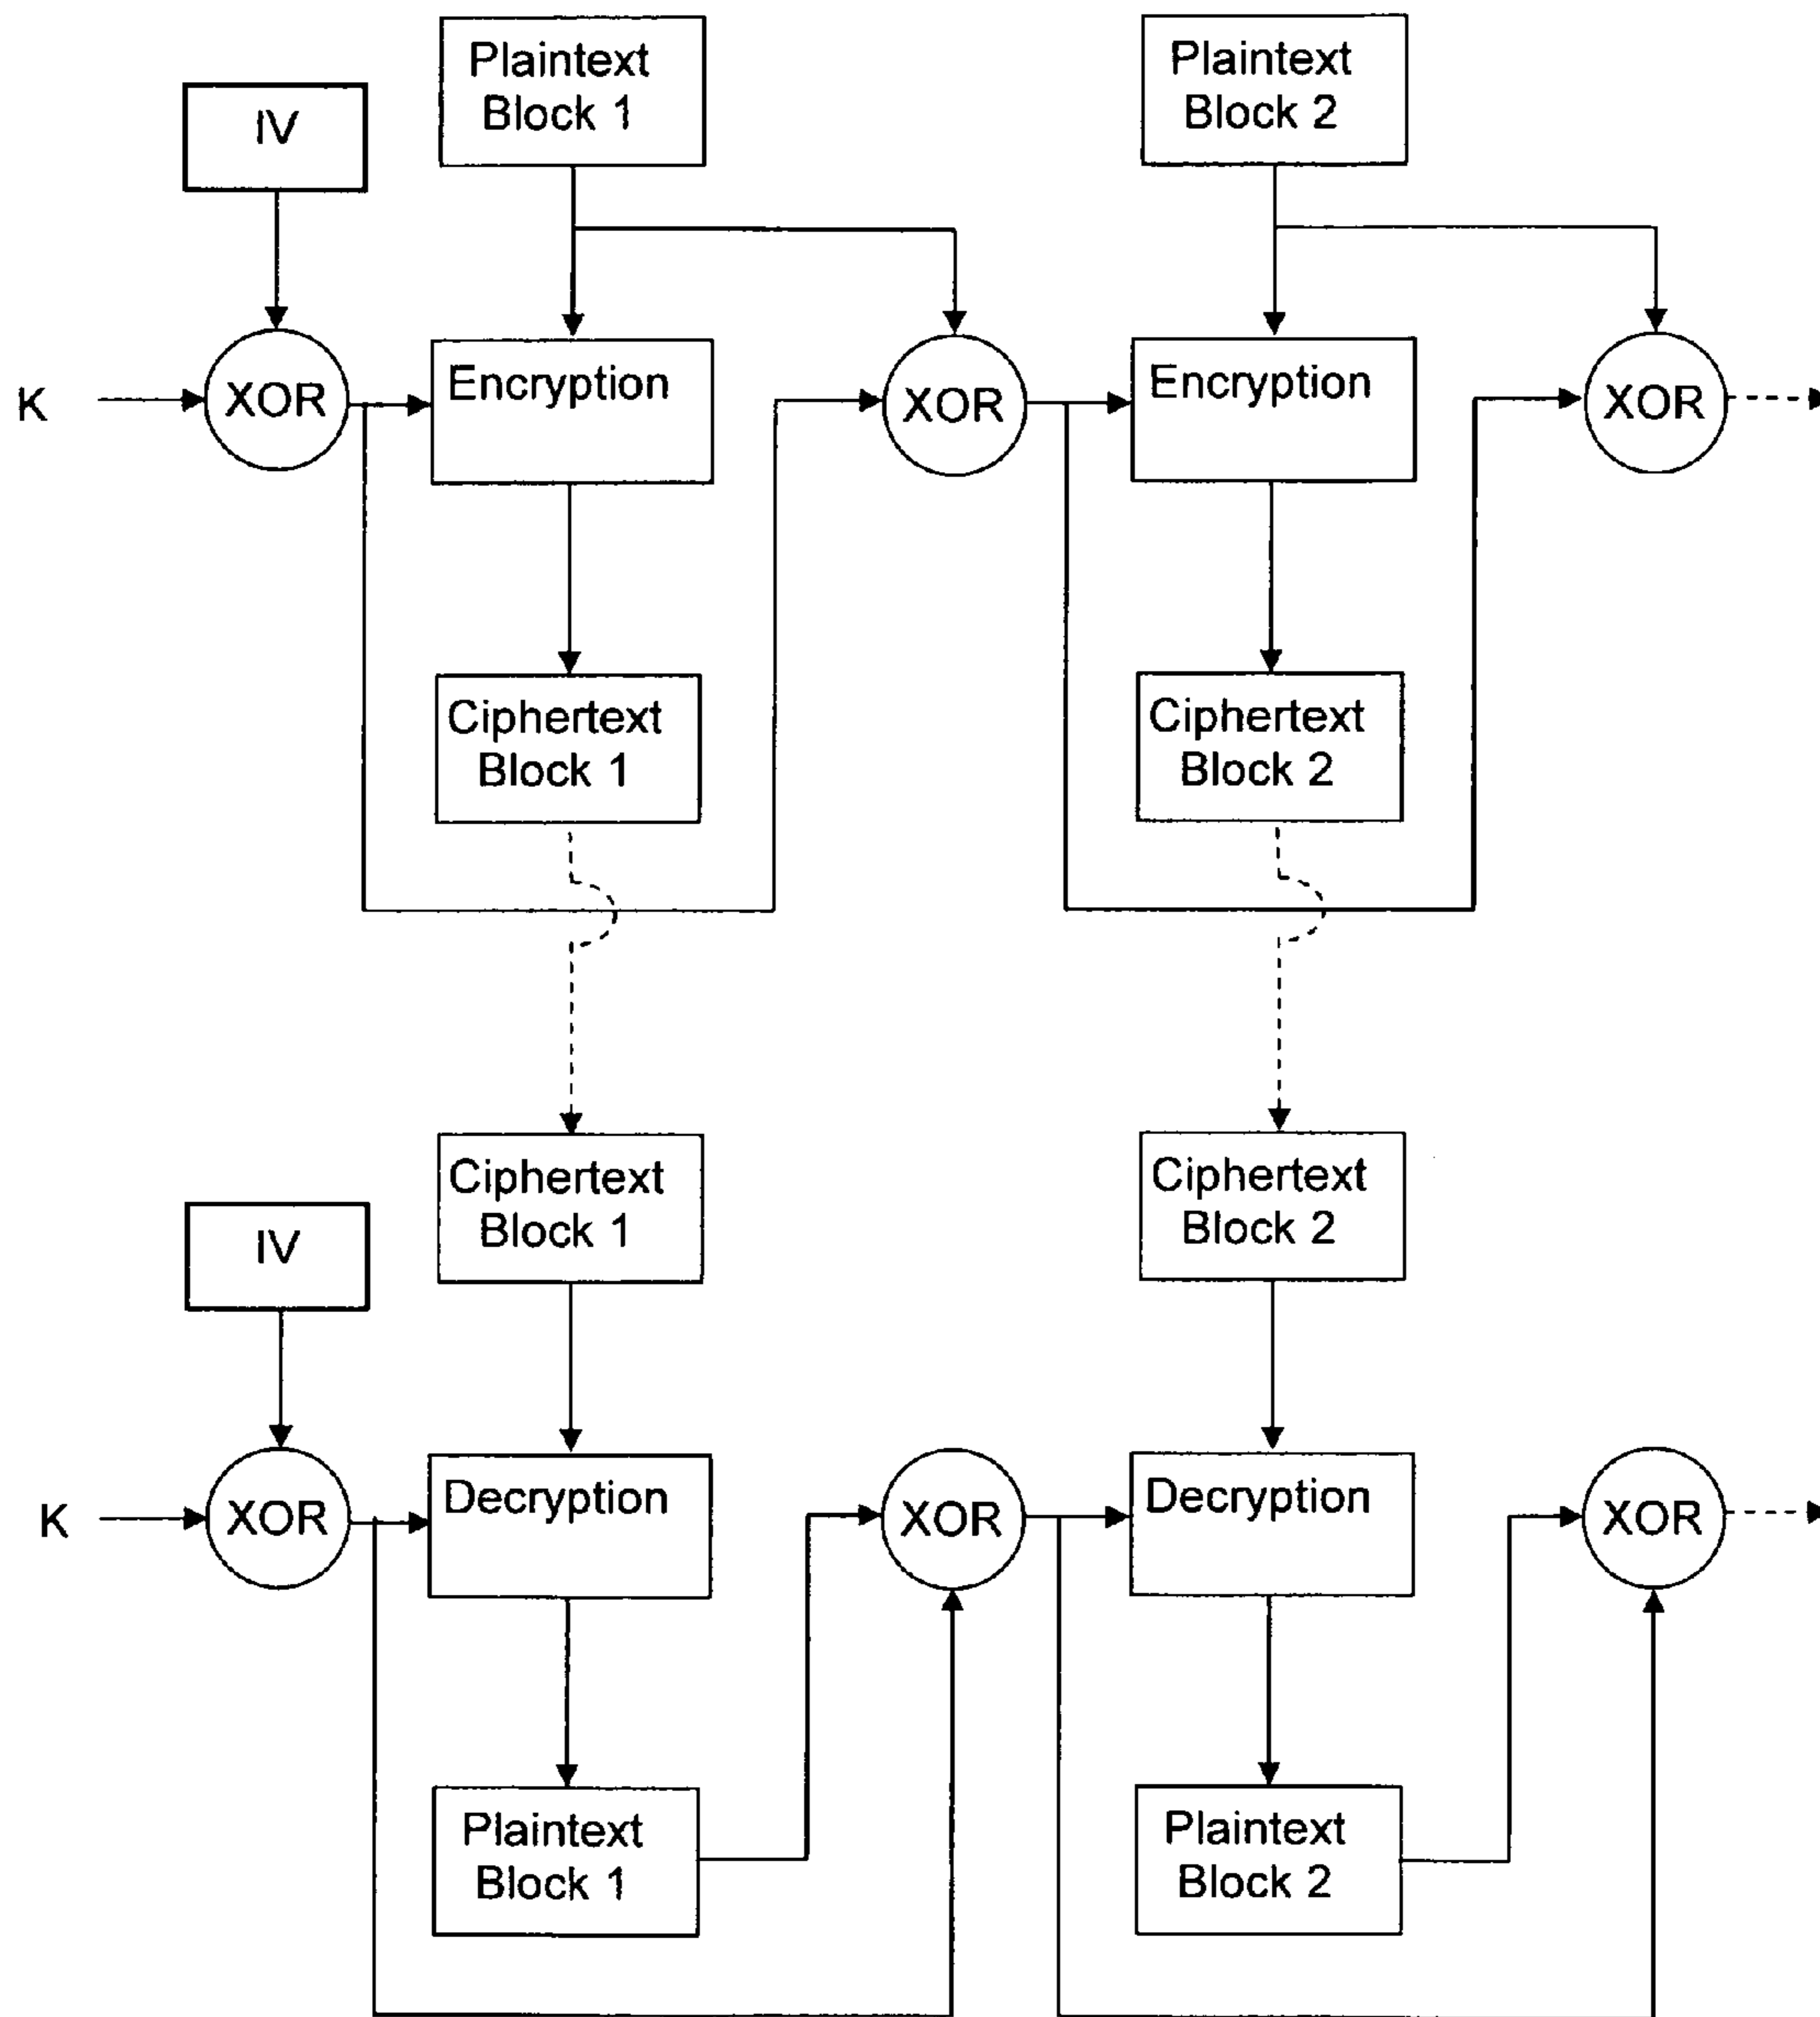 Plaintext
Block 1
Plaintext
Block 2
IV
K
XOR
Encryption
XOR
Encryption
XOR
Ciphertext
Block 1
Ciphertext
Block 2
Ciphertext
Block 1
Ciphertext
Block 2
IV
K
XOR
Decryption
XOR
Decryption
XOR
Plaintext
Block 1
Plaintext
Block 2